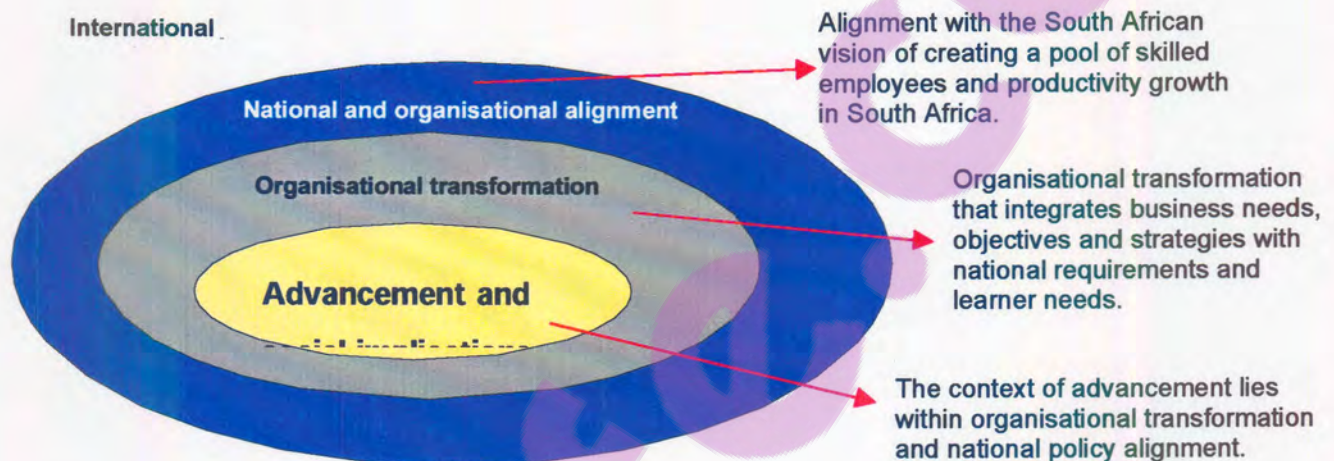 International
National and organisational alignment
Organisational transformation
Advancement and
Alignment with the South African
vision of creating a pool of skilled
employees and productivity growth
in South Africa.
Organisational transformation
that integrates business needs,
objectives and strategies with
national requirements and
learner needs.
The context of advancement lies
within organisational transformation
and national policy alignment.